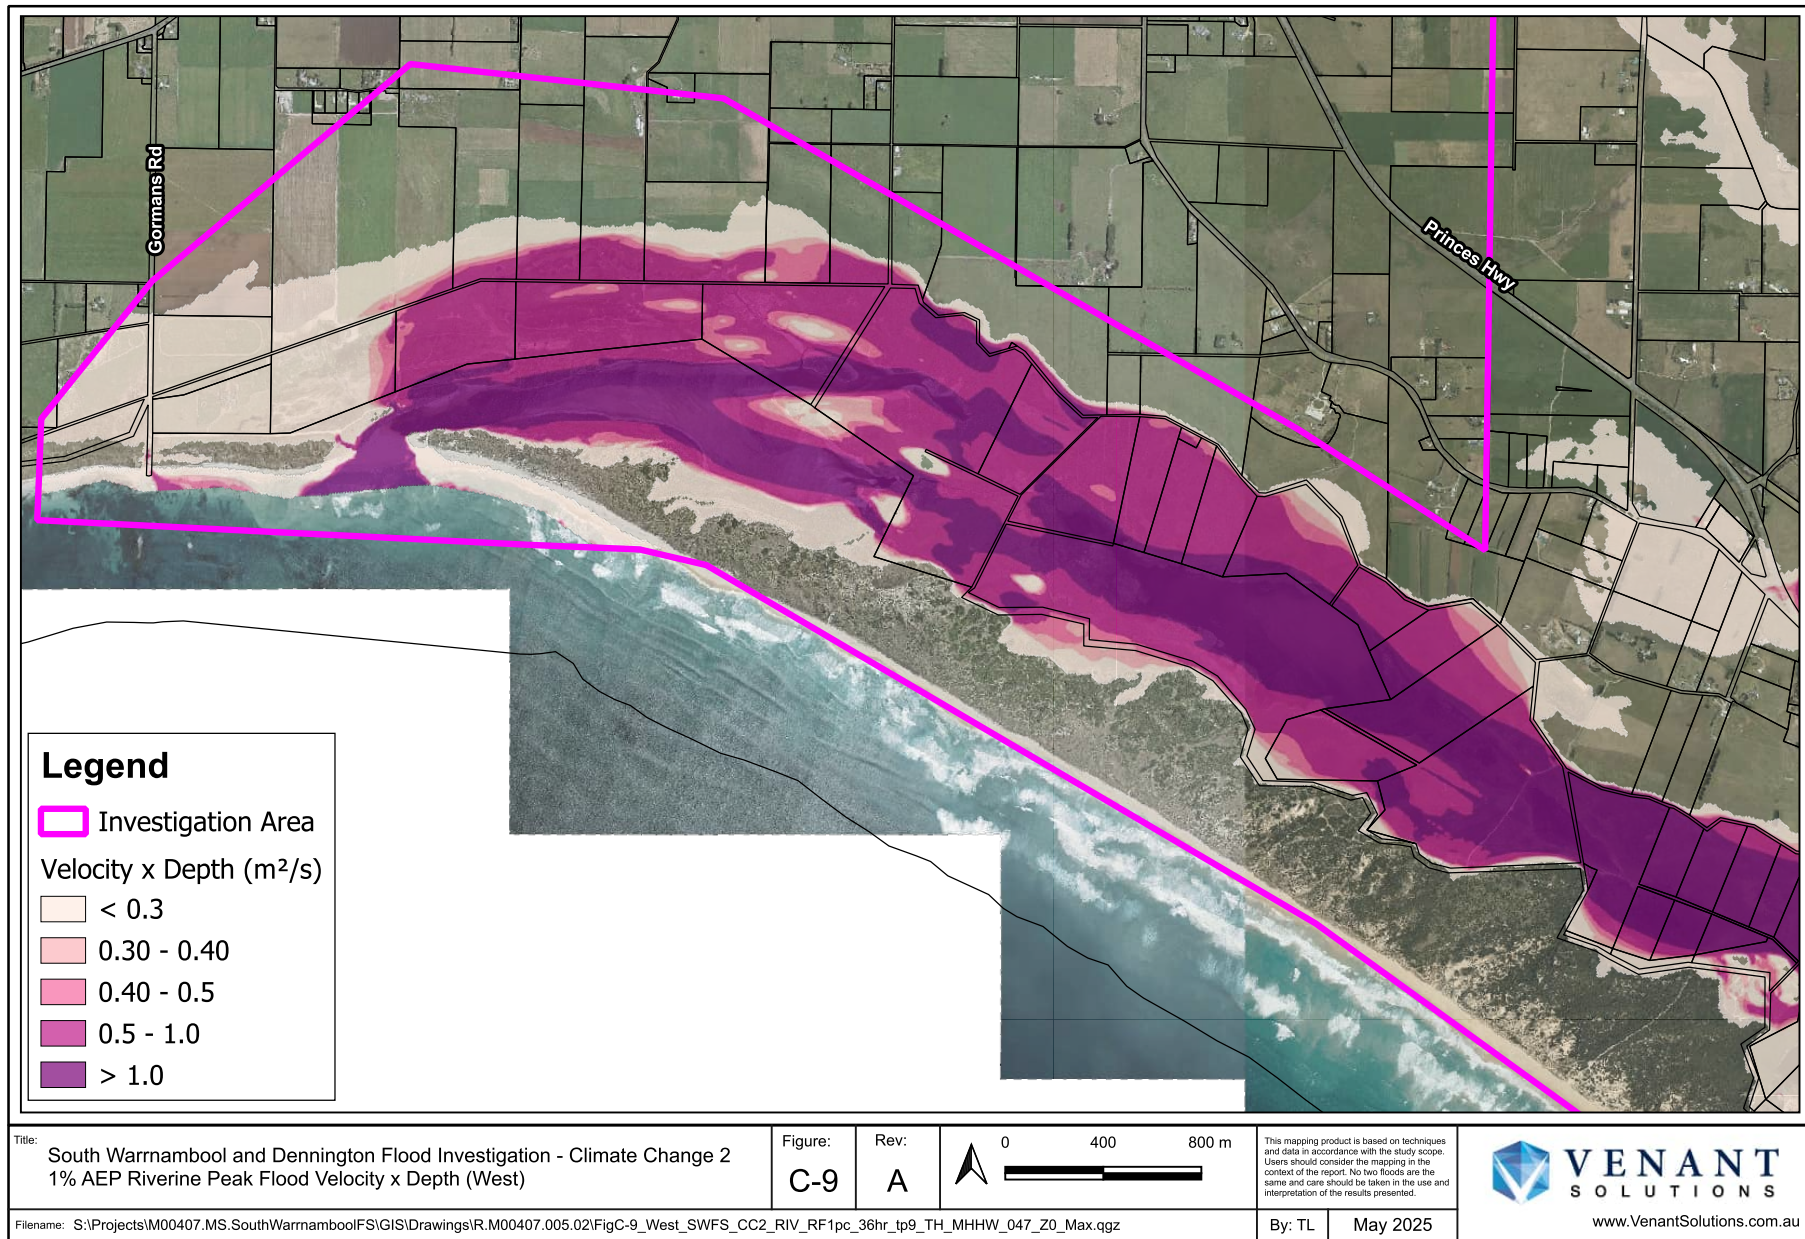 Gormans Rd
Princes Hwy
Legend
Investigation Area
Velocity x Depth (m²/s)
< 0.3
0.30 - 0.40
0.40 - 0.5
0.5 - 1.0
> 1.0
Title:
South Warrnambool and Dennington Flood Investigation - Climate Change 2
1% AEP Riverine Peak Flood Velocity x Depth (West)
Figure:
C-9
Rev:
A
0 400 800 m
This mapping product is based on techniques
and data in accordance with the study scope.
Users should consider the mapping in the
context of the report. No two floods are the
same and care should be taken in the use and
interpretation of the results presented.
VENANT
SOLUTIONS
www.VenantSolutions.com.au
Filename: S:\Projects\M00407.MS.SouthWarrnamboolFS\GIS\Drawings\R.M00407.005.02\FigC-9_West_SWFS_CC2_RIV_RF1pc_36hr_tp9_TH_MHHW_047_Z0_Max.qgz
By: TL
May 2025